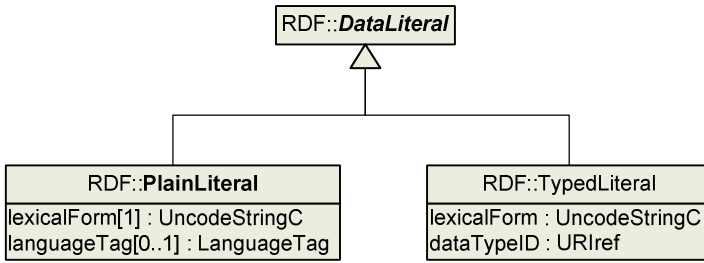 RDF::DataLiteral
RDF::PlainLiteral
lexicalForm[1] : UncodeStringC
languageTag[0..1] : LanguageTag
RDF::TypedLiteral
lexicalForm : UncodeStringC
dataTypeID : URIref